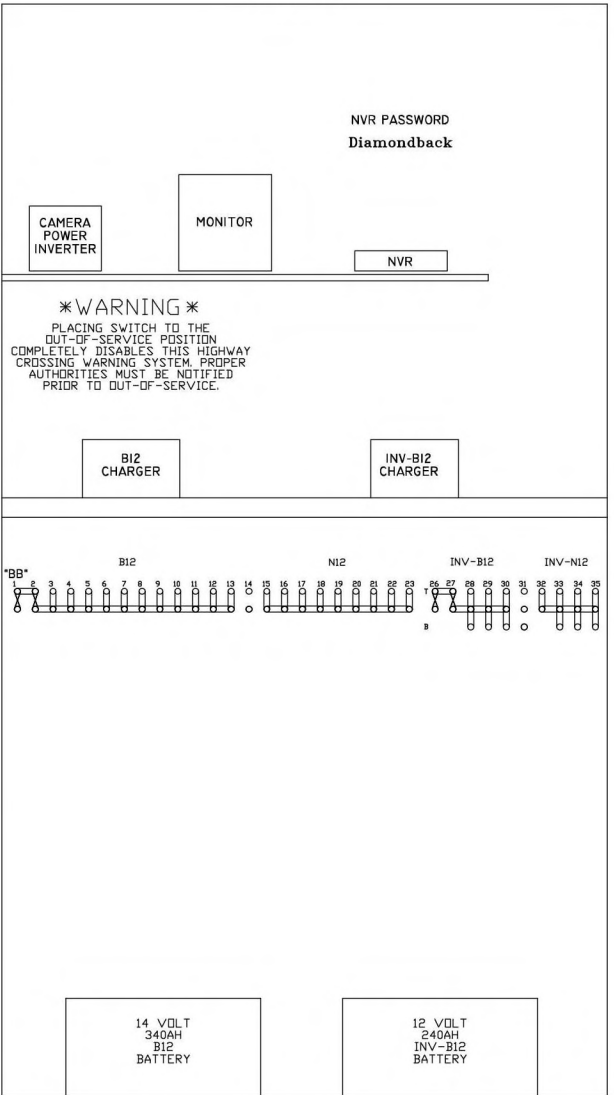 NVR PASSWORD
Diamondback
CAMERA
POWER
INVERTER
MONITOR
NVR
*WARNING*
PLACING SWITCH TO THE
OUT-OF-SERVICE POSITION
COMPLETELY DISABLES THIS HIGHWAY
CROSSING WARNING SYSTEM. PROPER
AUTHORITIES MUST BE NOTIFIED
PRIOR TO OUT-OF-SERVICE.
B12
CHARGER
INV-B12
CHARGER
B12 N12 INV-B12 INV-N12
"BB"
1 2 3 4 5 6 7 8 9 10 11 12 13 14 15 16 17 18 19 20 21 22 23 26 27 28 29 30 31 32 33 34 35
T
B
14 VOLT
340AH
B12
BATTERY
12 VOLT
240AH
INV-B12
BATTERY